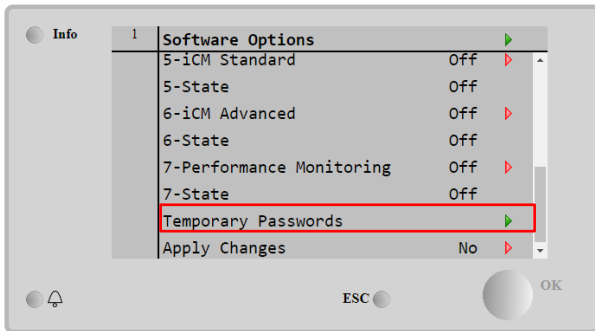 Info
1
Software Options
5-iCM Standard Off
5-State Off
6-iCM Advanced Off
6-State Off
7-Performance Monitoring Off
7-State Off
Temporary Passwords
Apply Changes No
ESC
OK